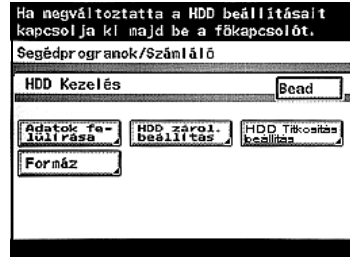 Ha megváltoztatta a HDD beállításait
kapcsolja ki majd be a főkapcsolót.
Segédprogramok/Számláló
HDD Kezelés
Bead
Adatok fe-
lülírása
HDD zárol.
beállítás
HDD Titkosítás
beállítás
Formáz